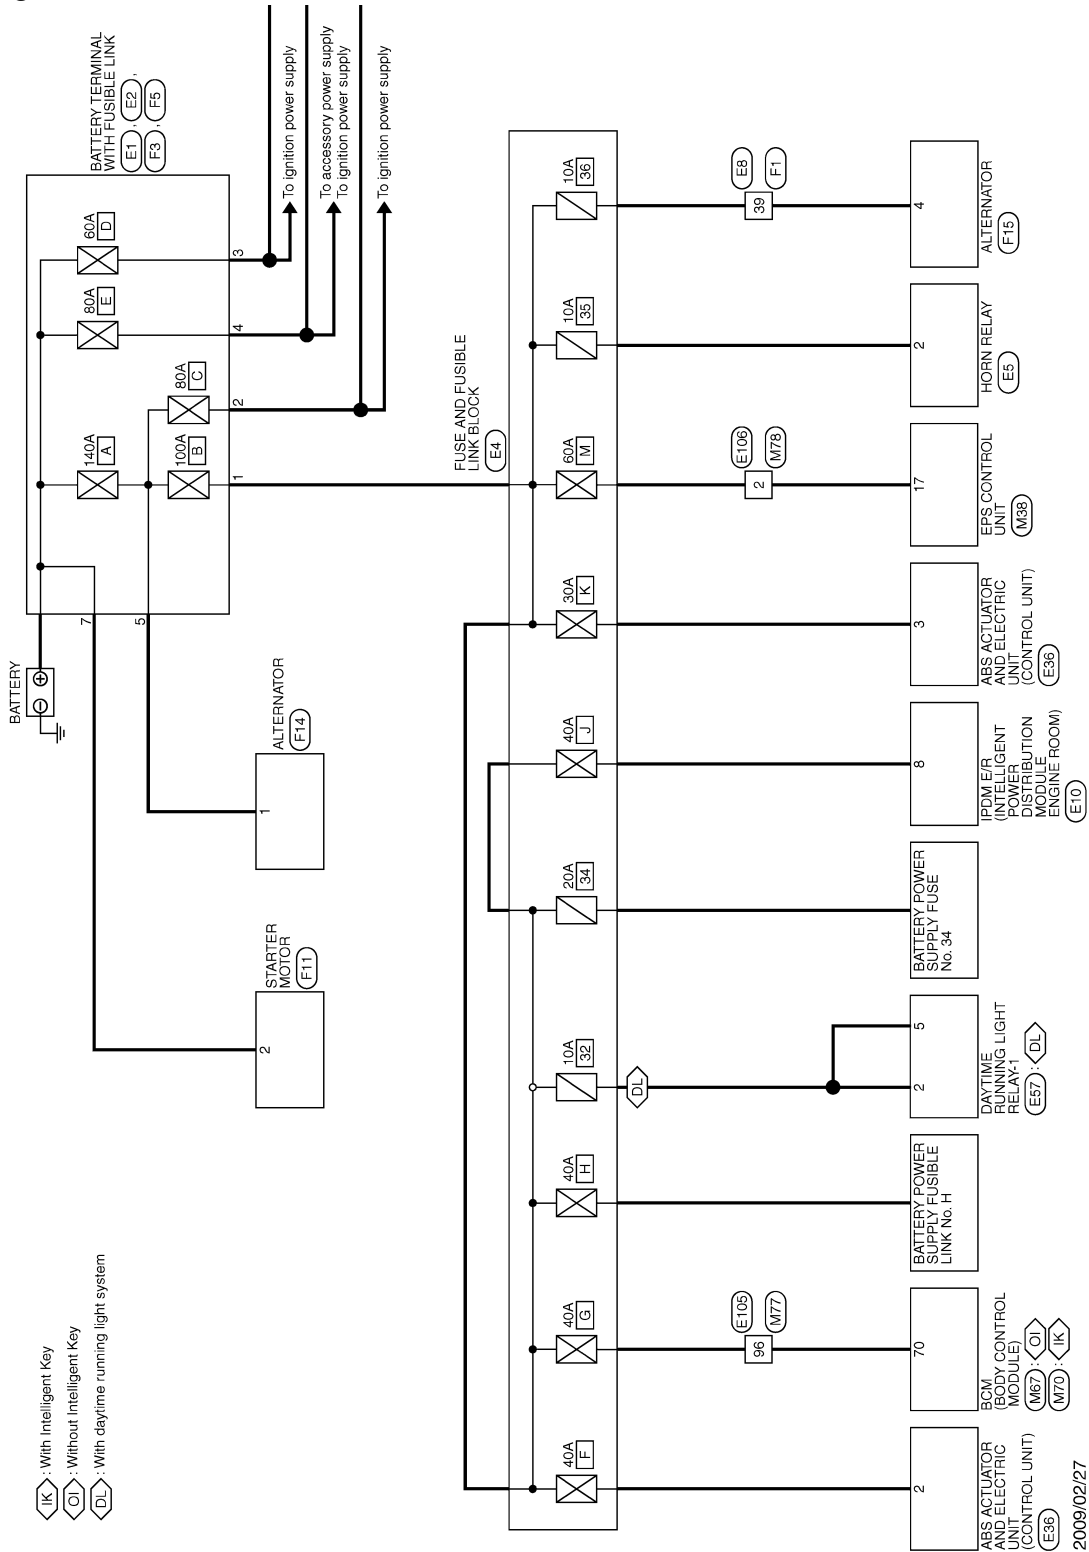 IK : With Intelligent Key
OI : Without Intelligent Key
DL : With daytime running light system
BATTERY
BATTERY TERMINAL
WITH FUSIBLE LINK
E1 , E2 ,
F3 , F5
140A
A
100A
B
80A
C
80A
E
60A
D
7
5
1
2
4
3
To ignition power supply
To accessory power supply
To ignition power supply
To ignition power supply
STARTER
MOTOR
F11
2
ALTERNATOR
F14
1
FUSE AND FUSIBLE
LINK BLOCK
E4
40A
F
40A
G
40A
H
10A
32
20A
34
40A
J
30A
K
60A
M
10A
35
10A
36
DL
96
E105
M77
2
E106
M78
39
E8
F1
2
ABS ACTUATOR
AND ELECTRIC
UNIT
(CONTROL UNIT)
E36
70
BCM
(BODY CONTROL
MODULE)
M67 : OI
M70 : IK
BATTERY POWER
SUPPLY FUSIBLE
LINK No. H
2
5
DAYTIME
RUNNING LIGHT
RELAY-1
E57 : DL
BATTERY POWER
SUPPLY FUSE
No. 34
8
IPDM E/R
(INTELLIGENT
POWER
DISTRIBUTION
MODULE
ENGINE ROOM)
E10
3
ABS ACTUATOR
AND ELECTRIC
UNIT
(CONTROL UNIT)
E36
17
EPS CONTROL
UNIT
M38
2
HORN RELAY
E5
4
ALTERNATOR
F15
2009/02/27